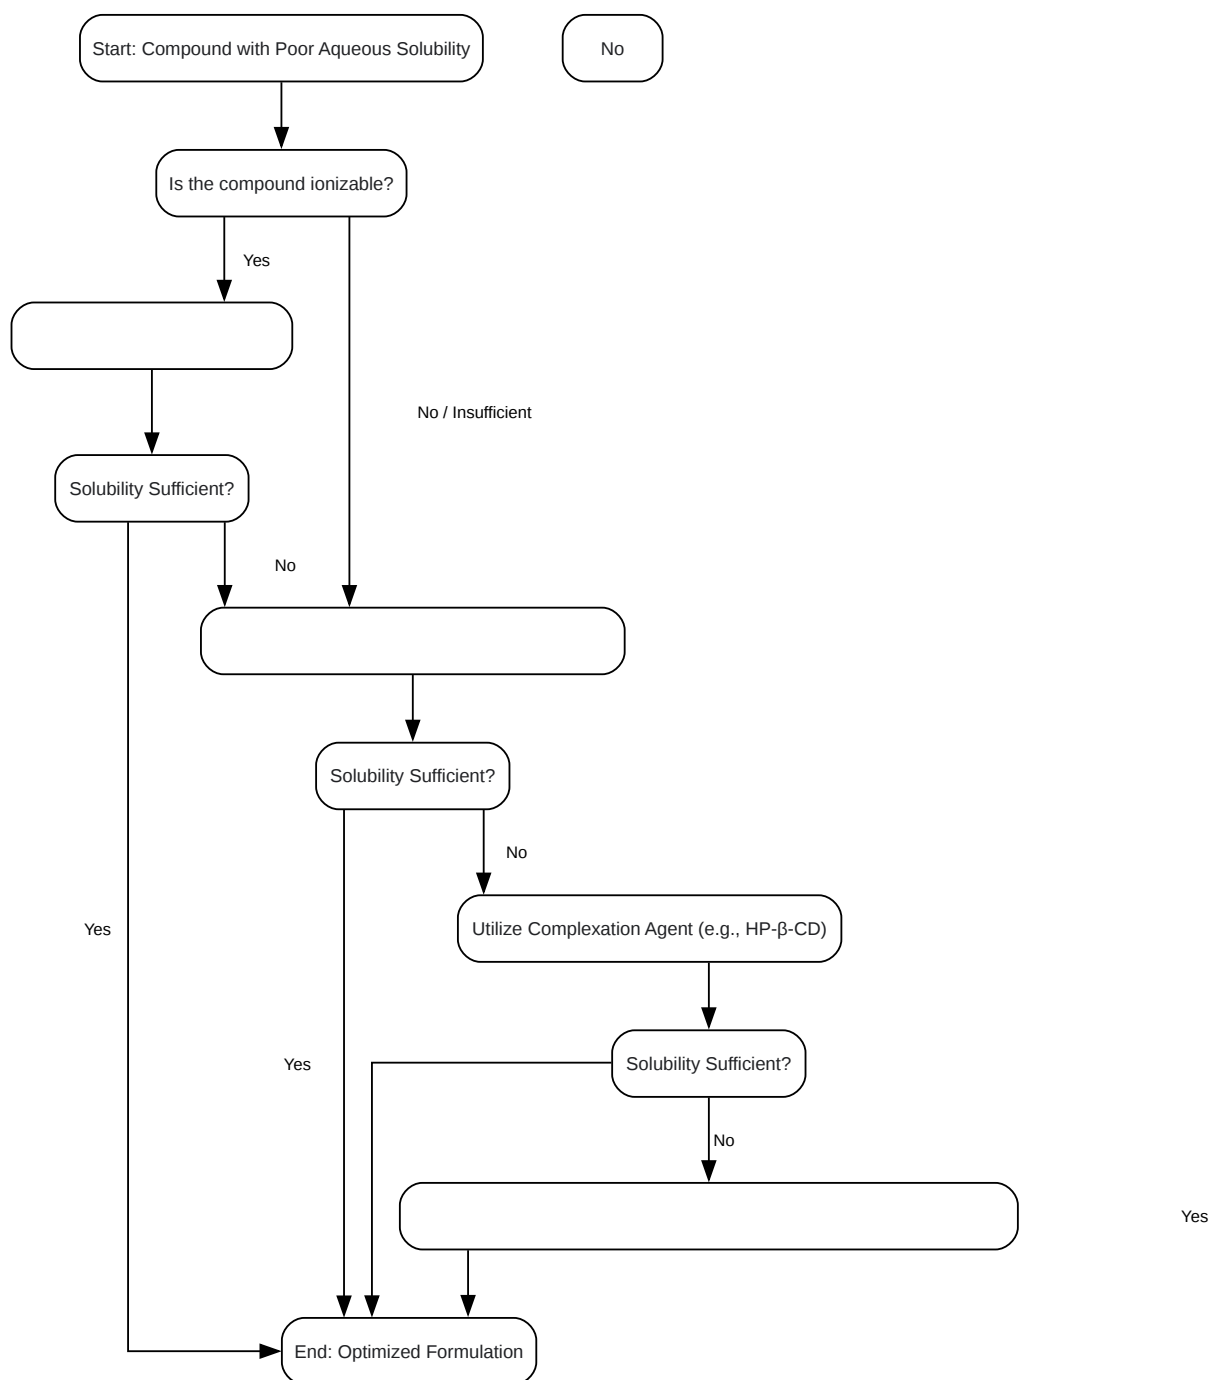 Start: Compound with Poor Aqueous Solubility
No
Is the compound ionizable?
Yes
No / Insufficient
Solubility Sufficient?
No
Solubility Sufficient?
No
Yes
Utilize Complexation Agent (e.g., HP-β-CD)
Yes
Solubility Sufficient?
No
Yes
End: Optimized Formulation